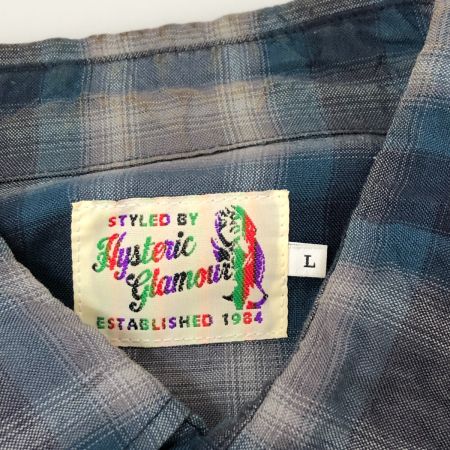 STYLED BY
Hysteric
Glamour
ESTABLISHED 1984
L